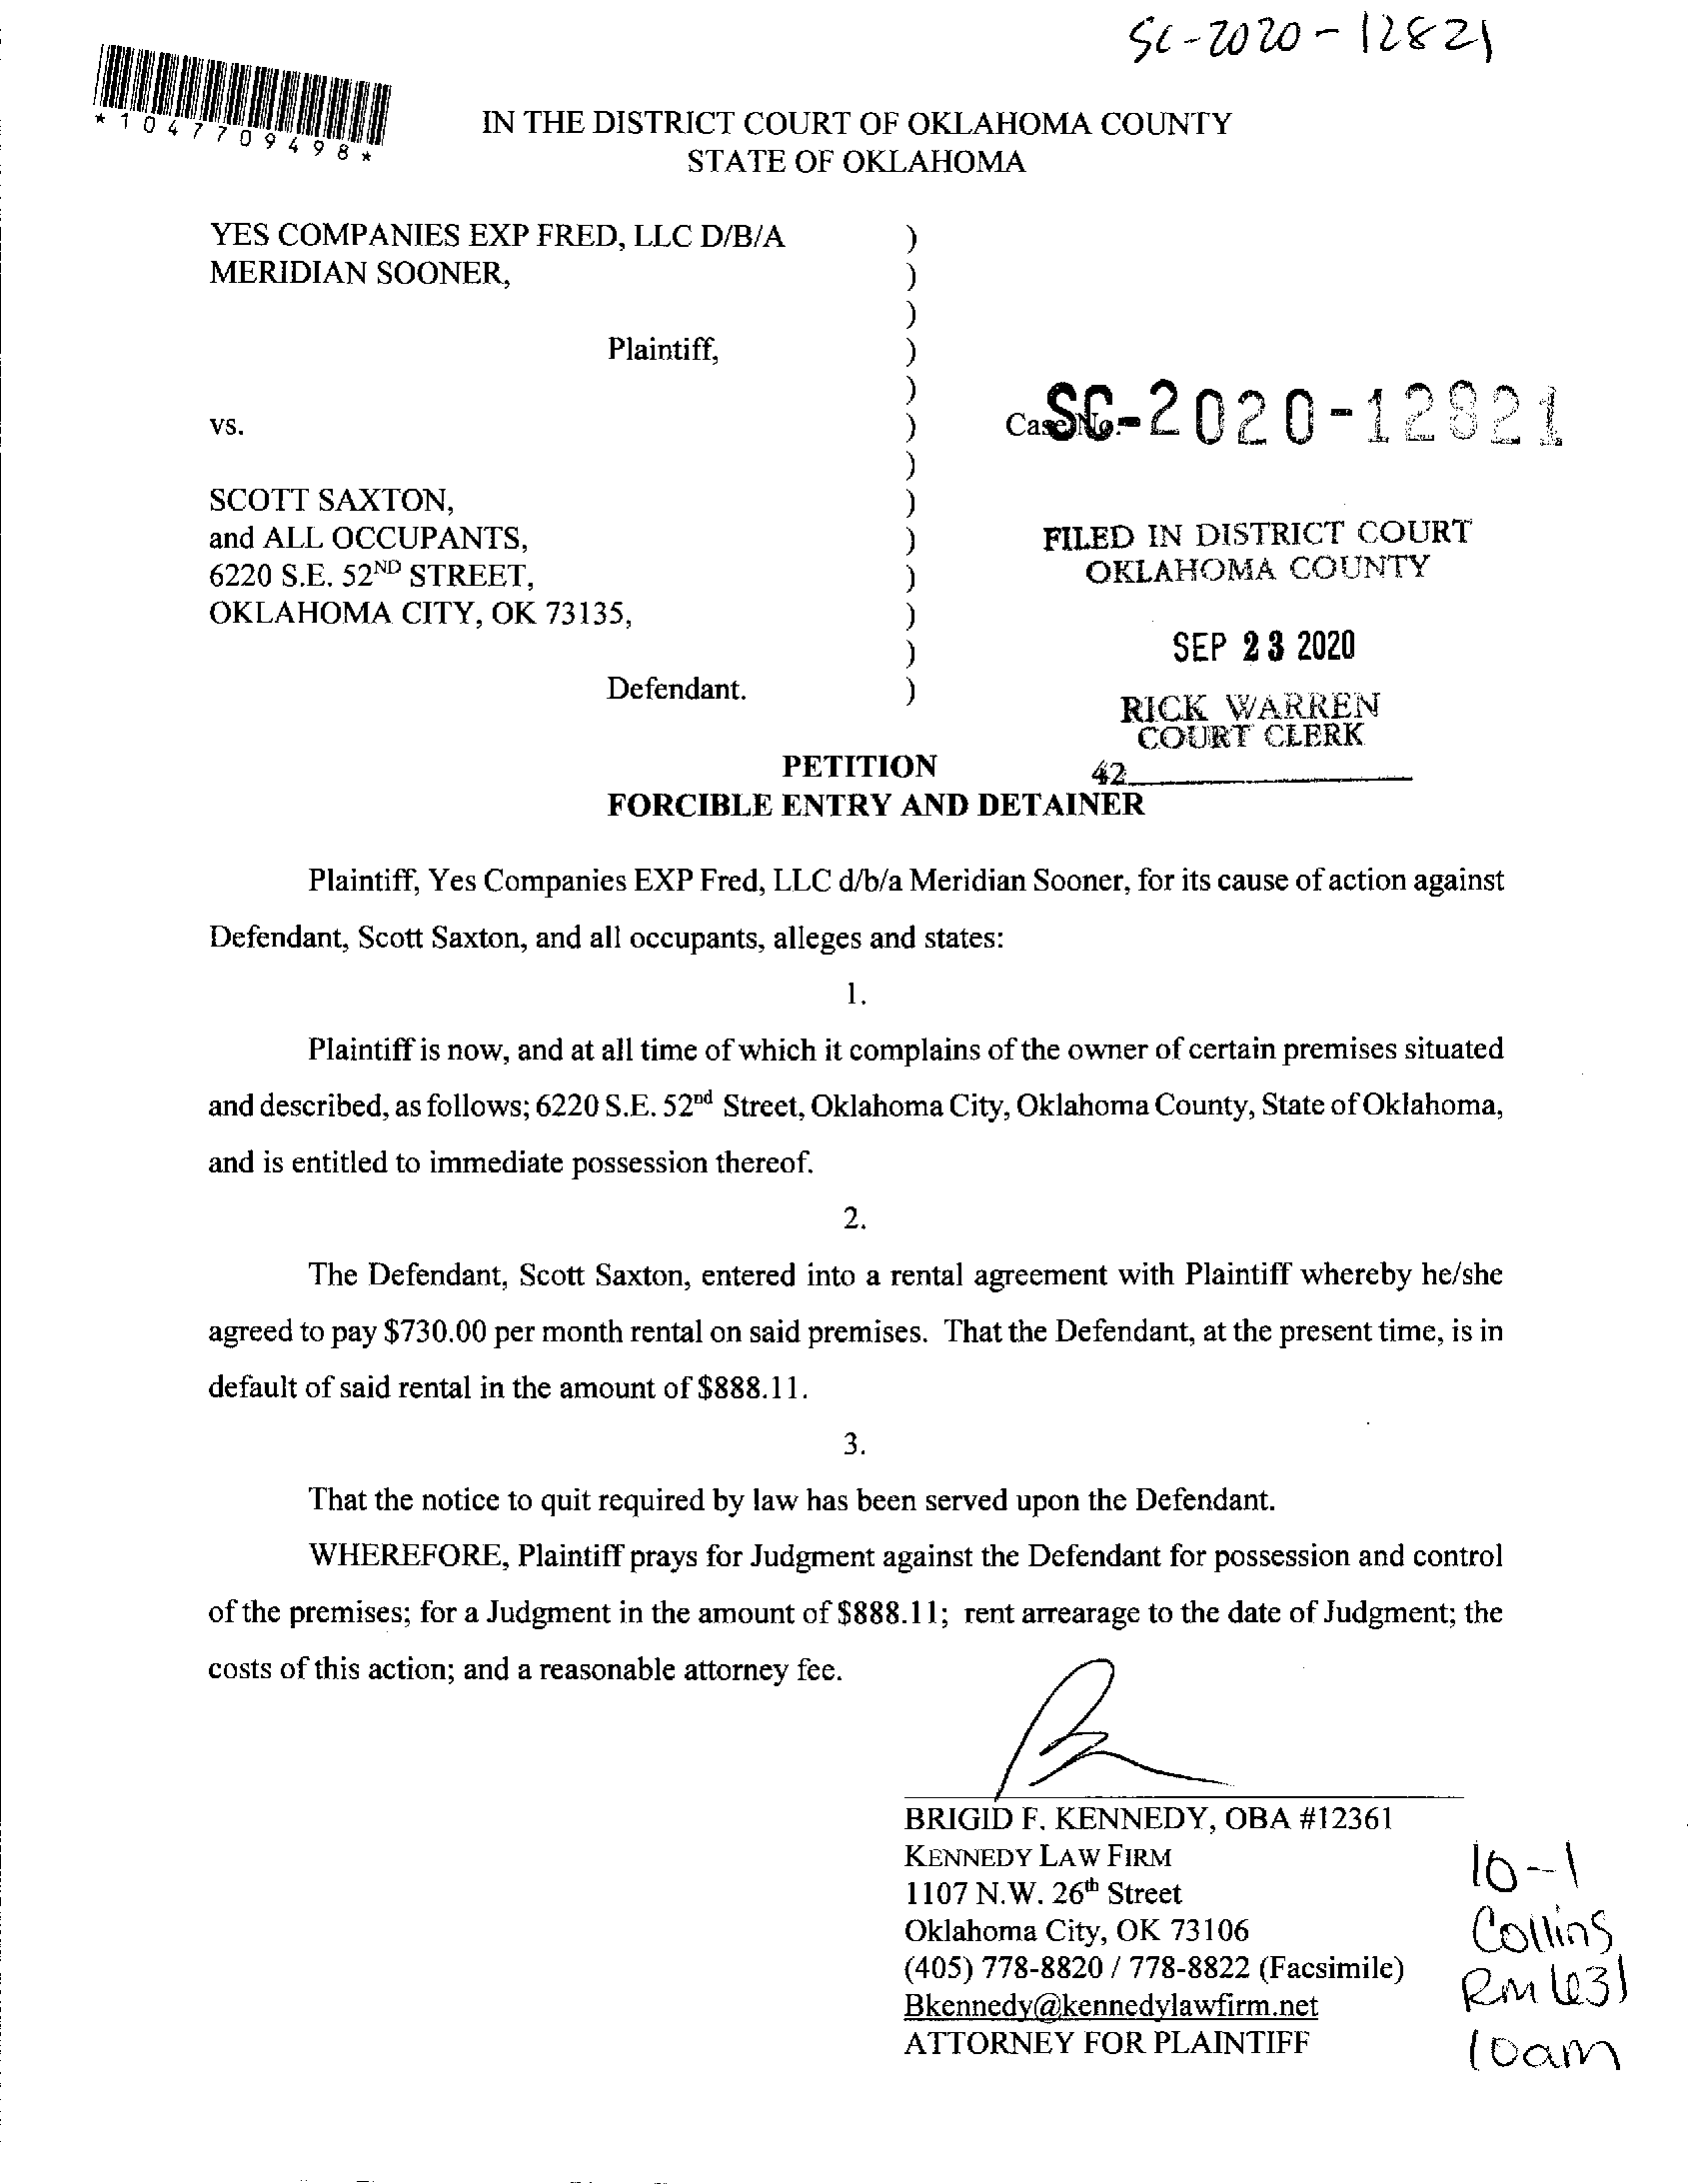 SC-2020-12821
*1047709498*
IN THE DISTRICT COURT OF OKLAHOMA COUNTY
STATE OF OKLAHOMA
YES COMPANIES EXP FRED, LLC D/B/A )
MERIDIAN SOONER, )
)
Plaintiff, )
)
vs. ) Case No. SC-2020-12821
)
SCOTT SAXTON, )
and ALL OCCUPANTS, )
6220 S.E. 52ND STREET, )
OKLAHOMA CITY, OK 73135, )
)
Defendant. )
FILED IN DISTRICT COURT
OKLAHOMA COUNTY
SEP 23 2020
RICK WARREN
COURT CLERK
42
PETITION
FORCIBLE ENTRY AND DETAINER
Plaintiff, Yes Companies EXP Fred, LLC d/b/a Meridian Sooner, for its cause of action against
Defendant, Scott Saxton, and all occupants, alleges and states:
1.
Plaintiff is now, and at all time of which it complains of the owner of certain premises situated
and described, as follows; 6220 S.E. 52nd Street, Oklahoma City, Oklahoma County, State of Oklahoma,
and is entitled to immediate possession thereof.
2.
The Defendant, Scott Saxton, entered into a rental agreement with Plaintiff whereby he/she
agreed to pay $730.00 per month rental on said premises. That the Defendant, at the present time, is in
default of said rental in the amount of $888.11.
3.
That the notice to quit required by law has been served upon the Defendant.
WHEREFORE, Plaintiff prays for Judgment against the Defendant for possession and control
of the premises; for a Judgment in the amount of $888.11; rent arrearage to the date of Judgment; the
costs of this action; and a reasonable attorney fee.
BRIGID F. KENNEDY, OBA #12361
KENNEDY LAW FIRM
1107 N.W. 26th Street
Oklahoma City, OK 73106
(405) 778-8820 / 778-8822 (Facsimile)
Bkennedy@kennedylawfirm.net
ATTORNEY FOR PLAINTIFF
10-1
Collins
Rm 631
10am